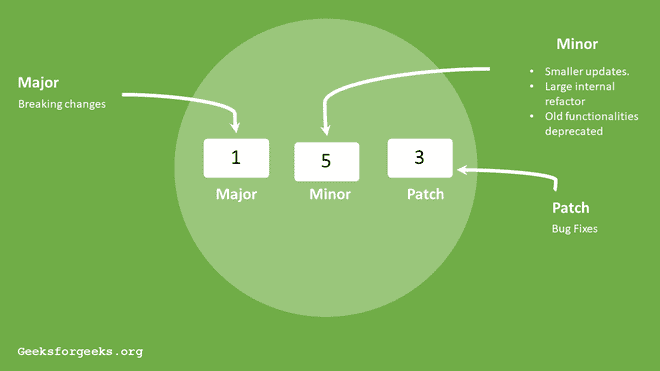 Major
Breaking changes
Minor
• Smaller updates.
• Large internal
refactor
• Old functionalities
deprecated
1
5
3
Major
Minor
Patch
Patch
Bug Fixes
Geeksforgeeks.org